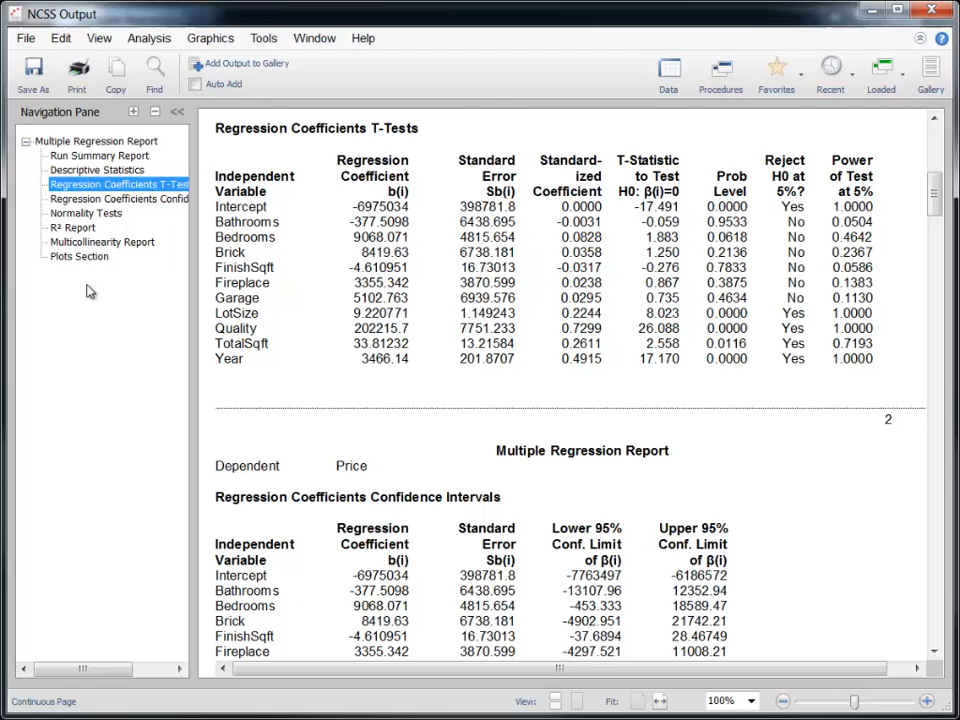 NCSS Output
File Edit View Analysis Graphics Tools Window Help
Save As Print Copy Find Add Output to Gallery Auto Add Data Procedures Favorites Recent Loaded Gallery
Navigation Pane
Multiple Regression Report
Run Summary Report
Descriptive Statistics
Regression Coefficients T-Tes
Regression Coefficients Confid
Normality Tests
R² Report
Multicollinearity Report
Plots Section
Regression Coefficients T-Tests
Regression Standard Standard- T-Statistic Reject Power
Independent Coefficient Error ized to Test Prob H0 at of Test
Variable b(i) Sb(i) Coefficient H0: β(i)=0 Level 5%? at 5%
Intercept -6975034 398781.8 0.0000 -17.491 0.0000 Yes 1.0000
Bathrooms -377.5098 6438.695 -0.0031 -0.059 0.9533 No 0.0504
Bedrooms 9068.071 4815.654 0.0828 1.883 0.0618 No 0.4642
Brick 8419.63 6738.181 0.0358 1.250 0.2136 No 0.2367
FinishSqft -4.610951 16.73013 -0.0317 -0.276 0.7833 No 0.0586
Fireplace 3355.342 3870.599 0.0238 0.867 0.3875 No 0.1383
Garage 5102.763 6939.576 0.0295 0.735 0.4634 No 0.1130
LotSize 9.220771 1.149243 0.2244 8.023 0.0000 Yes 1.0000
Quality 202215.7 7751.233 0.7299 26.088 0.0000 Yes 1.0000
TotalSqft 33.81232 13.21584 0.2611 2.558 0.0116 Yes 0.7193
Year 3466.14 201.8707 0.4915 17.170 0.0000 Yes 1.0000
2
Multiple Regression Report
Dependent Price
Regression Coefficients Confidence Intervals
Regression Standard Lower 95% Upper 95%
Independent Coefficient Error Conf. Limit Conf. Limit
Variable b(i) Sb(i) of β(i) of β(i)
Intercept -6975034 398781.8 -7763497 -6186572
Bathrooms -377.5098 6438.695 -13107.96 12352.94
Bedrooms 9068.071 4815.654 -453.333 18589.47
Brick 8419.63 6738.181 -4902.951 21742.21
FinishSqft -4.610951 16.73013 -37.6894 28.46749
Fireplace 3355.342 3870.599 -4297.521 11008.21
Continuous Page View: Fit: 100%